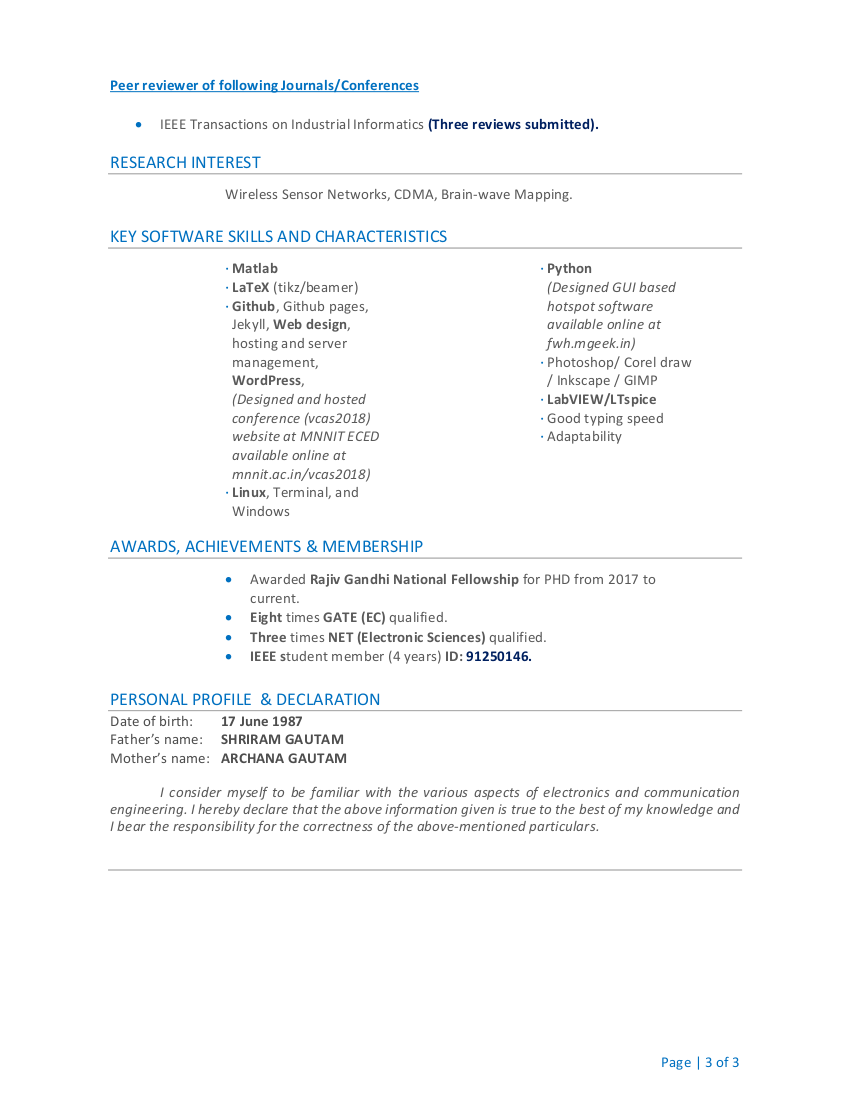 Peer reviewer of following Journals/Conferences
• IEEE Transactions on Industrial Informatics (Three reviews submitted).
RESEARCH INTEREST
Wireless Sensor Networks, CDMA, Brain-wave Mapping.
KEY SOFTWARE SKILLS AND CHARACTERISTICS
· Matlab
· LaTeX (tikz/beamer)
· Github, Github pages,
Jekyll, Web design,
hosting and server
management,
WordPress,
(Designed and hosted
conference (vcas2018)
website at MNNIT ECED
available online at
mnnit.ac.in/vcas2018)
· Linux, Terminal, and
Windows
· Python
(Designed GUI based
hotspot software
available online at
fwh.mgeek.in)
· Photoshop/ Corel draw
/ Inkscape / GIMP
· LabVIEW/LTspice
· Good typing speed
· Adaptability
AWARDS, ACHIEVEMENTS & MEMBERSHIP
• Awarded Rajiv Gandhi National Fellowship for PHD from 2017 to
current.
• Eight times GATE (EC) qualified.
• Three times NET (Electronic Sciences) qualified.
• IEEE student member (4 years) ID: 91250146.
PERSONAL PROFILE & DECLARATION
Date of birth: 17 June 1987
Father's name: SHRIRAM GAUTAM
Mother's name: ARCHANA GAUTAM
I consider myself to be familiar with the various aspects of electronics and communication
engineering. I hereby declare that the above information given is true to the best of my knowledge and
I bear the responsibility for the correctness of the above-mentioned particulars.
Page | 3 of 3